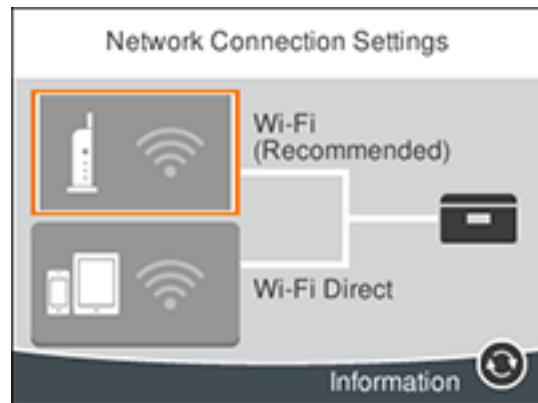 Network Connection Settings
Wi-Fi
(Recommended)
Wi-Fi Direct
Information